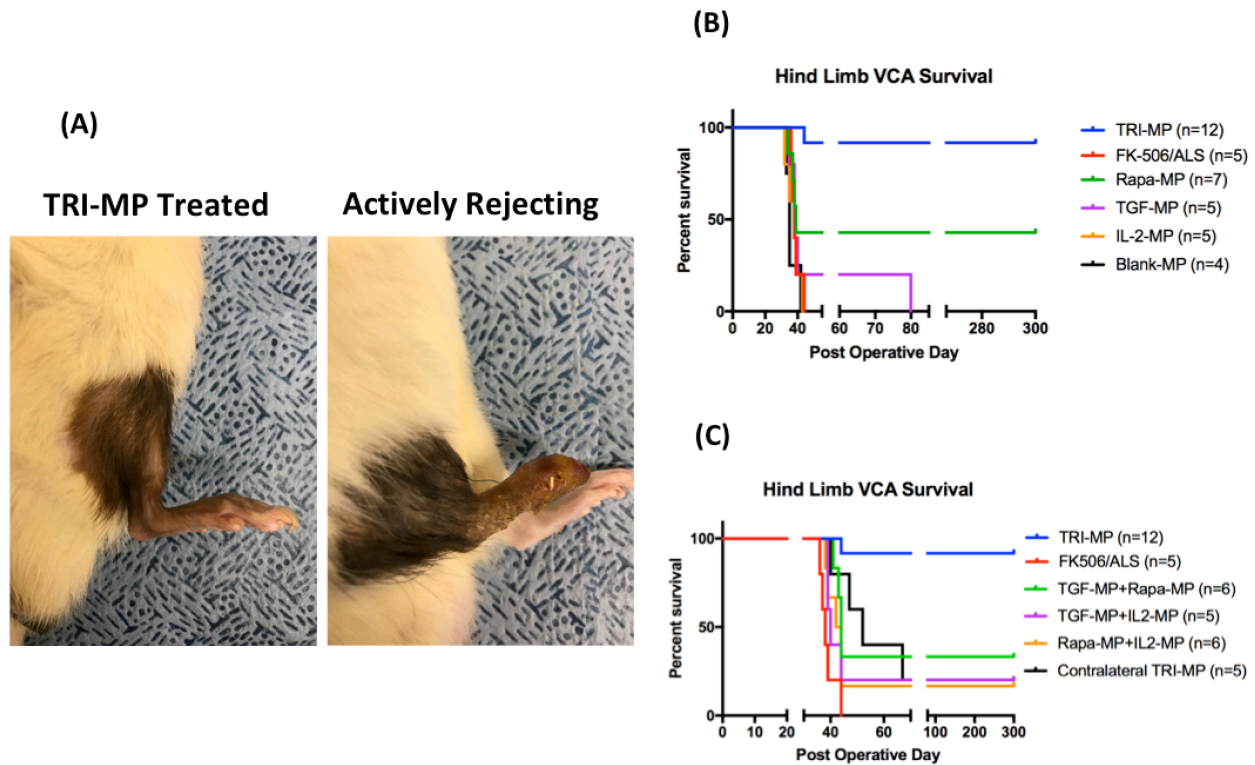 (A)
TRI-MP Treated
Actively Rejecting
(B)
Hind Limb VCA Survival
Percent survival
100
50
0
0 20 40 60 70 80 280 300
Post Operative Day
TRI-MP (n=12)
FK-506/ALS (n=5)
Rapa-MP (n=7)
TGF-MP (n=5)
IL-2-MP (n=5)
Blank-MP (n=4)
(C)
Hind Limb VCA Survival
Percent survival
100
50
0
0 10 20 40 60 100 200 300
Post Operative Day
TRI-MP (n=12)
FK506/ALS (n=5)
TGF-MP+Rapa-MP (n=6)
TGF-MP+IL2-MP (n=5)
Rapa-MP+IL2-MP (n=6)
Contralateral TRI-MP (n=5)